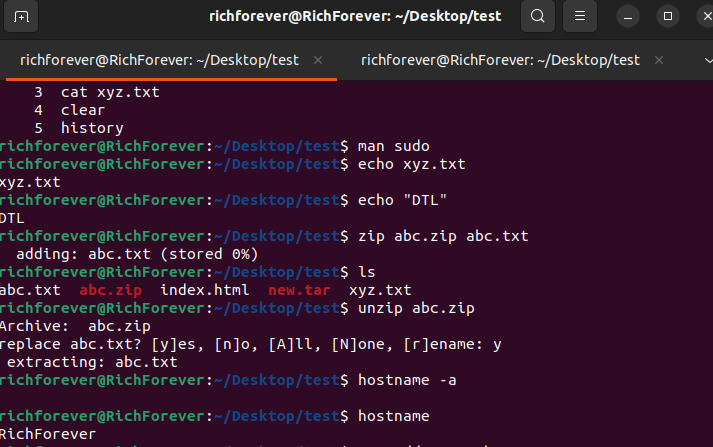 richforever@RichForever: ~/Desktop/test
richforever@RichForever: ~/Desktop/test × richforever@RichForever: ~/Desktop/test ×
3 cat xyz.txt
4 clear
5 history
richforever@RichForever:~/Desktop/test$ man sudo
richforever@RichForever:~/Desktop/test$ echo xyz.txt
xyz.txt
richforever@RichForever:~/Desktop/test$ echo "DTL"
DTL
richforever@RichForever:~/Desktop/test$ zip abc.zip abc.txt
  adding: abc.txt (stored 0%)
richforever@RichForever:~/Desktop/test$ ls
abc.txt  abc.zip  index.html  new.tar  xyz.txt
richforever@RichForever:~/Desktop/test$ unzip abc.zip
Archive:  abc.zip
replace abc.txt? [y]es, [n]o, [A]ll, [N]one, [r]ename: y
 extracting: abc.txt
richforever@RichForever:~/Desktop/test$ hostname -a
richforever@RichForever:~/Desktop/test$ hostname
RichForever